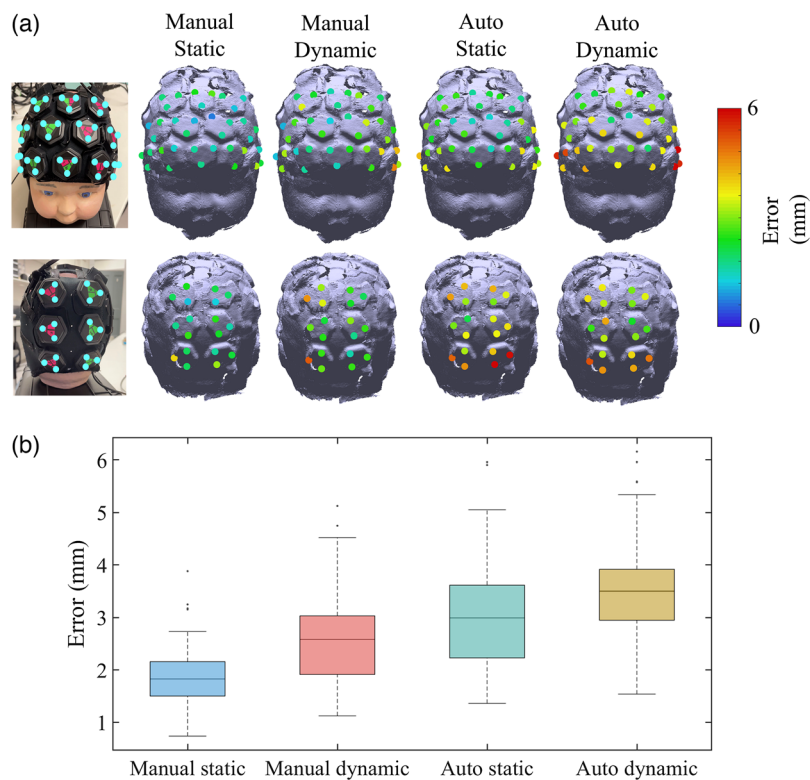 (a)
Manual
Static
Manual
Dynamic
Auto
Static
Auto
Dynamic
6
Error
(mm)
0
(b)
Error (mm)
6
5
4
3
2
1
Manual static
Manual dynamic
Auto static
Auto dynamic